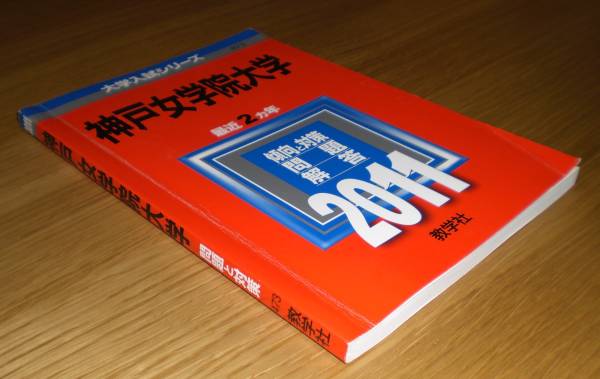 大学入試シリーズ
神戸女学院大学
最近2ヵ年
傾向と対策
問題
解答
2011
教学社
神戸女学院大学
問題と対策
473
教学社